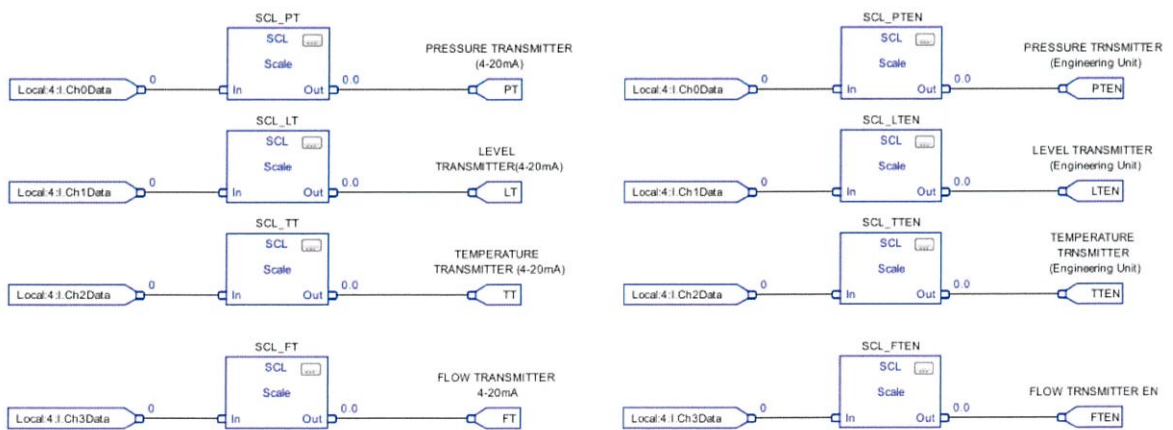 SCL_PT
SCL ...
Scale
0
0.0
Local:4:I.Ch0Data
In
Out
PRESSURE TRANSMITTER
(4-20mA)
PT
SCL_PTEN
SCL ...
Scale
0
0.0
Local:4:I.Ch0Data
In
Out
PRESSURE TRNSMITTER
(Engineering Unit)
PTEN
SCL_LT
SCL ...
Scale
0
0.0
Local:4:I.Ch1Data
In
Out
LEVEL
TRANSMITTER(4-20mA)
LT
SCL_LTEN
SCL ...
Scale
0
0.0
Local:4:I.Ch1Data
In
Out
LEVEL TRANSMITTER
(Engineering Unit)
LTEN
SCL_TT
SCL ...
Scale
0
0.0
Local:4:I.Ch2Data
In
Out
TEMPERATURE
TRANSMITTER (4-20mA)
TT
SCL_TTEN
SCL ...
Scale
0
0.0
Local:4:I.Ch2Data
In
Out
TEMPERATURE
TRNSMITTER
(Engineering Unit)
TTEN
SCL_FT
SCL ...
Scale
0
0.0
Local:4:I.Ch3Data
In
Out
FLOW TRANSMITTER
4-20mA
FT
SCL_FTEN
SCL ...
Scale
0
0.0
Local:4:I.Ch3Data
In
Out
FLOW TRNSMITTER EN
FTEN